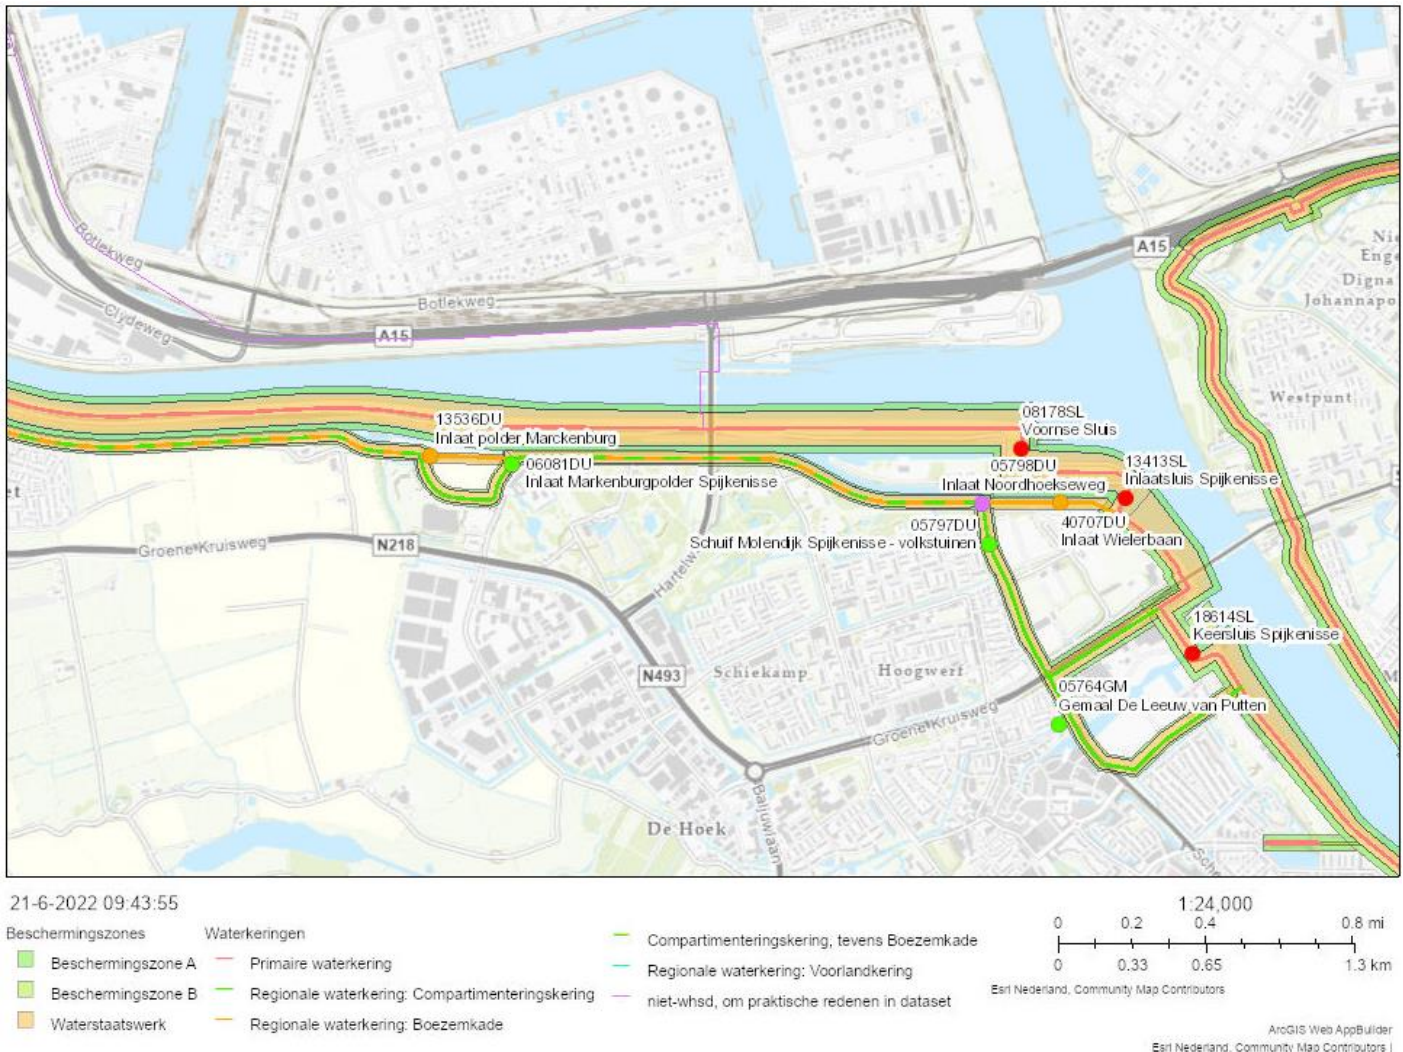 Botlekweg
Clydeweg
Botlekweg
A15
A15
Digna
Johannapo
Westpunt
13536DU
Inlaat polder Marckenburg
06081DU
Inlaat Markenburgpolder Spijkenisse
08178SL
Voornse Sluis
05798DU
Inlaat Noordhoekseweg
13413SL
Inlaatsluis Spijkenisse
05797DU
Schuif Molendijk Spijkenisse - volkstuinen
40707DU
Inlaat Wielerbaan
Groene Kruisweg
N218
Hartelw
18614SL
Keersluis Spijkenisse
N493
Schiekamp
Hoogwerf
05764GM
Gemaal De Leeuw van Putten
Groene Kruisweg
Baljuwlaan
De Hoek
Sche
21-6-2022 09:43:55
Beschermingszones
Beschermingszone A
Beschermingszone B
Waterstaatswerk
Waterkeringen
Primaire waterkering
Regionale waterkering: Compartimenteringskering
Regionale waterkering: Boezemkade
Compartimenteringskering, tevens Boezemkade
Regionale waterkering: Voorlandkering
niet-whsd, om praktische redenen in dataset
1:24,000
0 0.2 0.4 0.8 mi
0 0.33 0.65 1.3 km
Esri Nederland, Community Map Contributors
ArcGIS Web AppBuilder
Esri Nederland, Community Map Contributors |